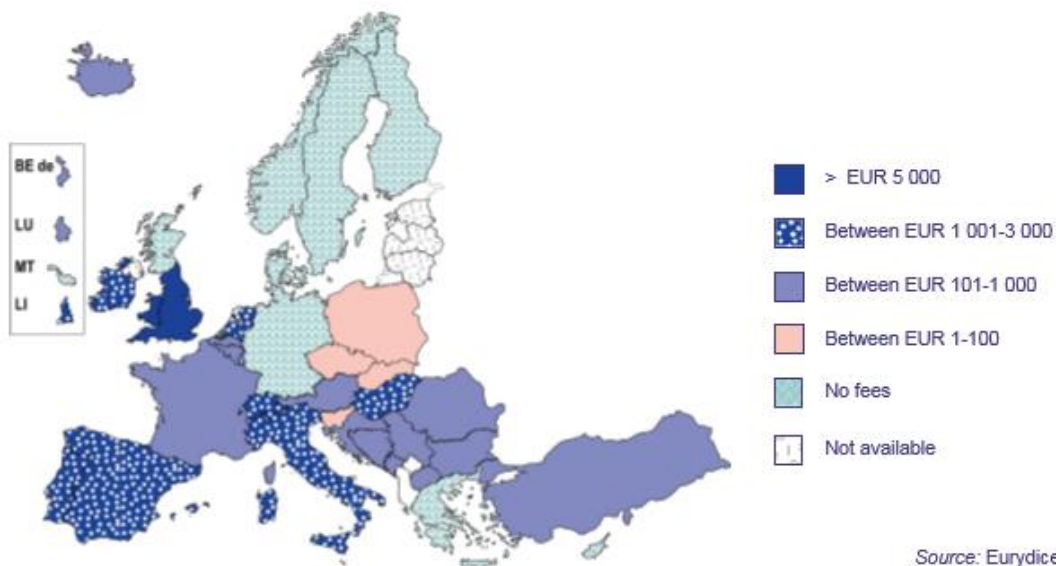 BE de
LU
MT
LI
> EUR 5 000
Between EUR 1 001-3 000
Between EUR 101-1 000
Between EUR 1-100
No fees
Not available
Source: Eurydice